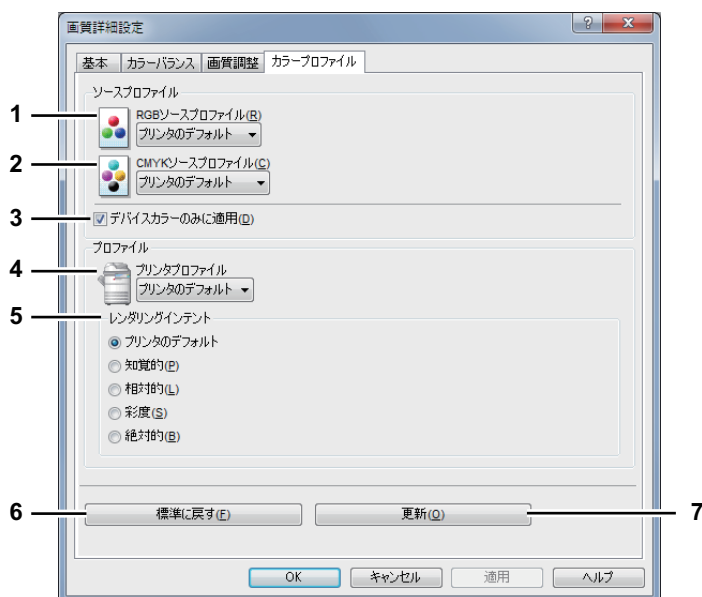 画質詳細設定
?
X
基本 カラーバランス 画質調整 カラープロファイル
ソースプロファイル
1
RGBソースプロファイル(R)
プリンタのデフォルト
2
CMYKソースプロファイル(C)
プリンタのデフォルト
3
デバイスカラーのみに適用(D)
プロファイル
4
プリンタプロファイル
プリンタのデフォルト
5
レンダリングインテント
プリンタのデフォルト
知覚的(P)
相対的(L)
彩度(S)
絶対的(B)
6
標準に戻す(F) 更新(O)
7
OK キャンセル 適用 ヘルプ